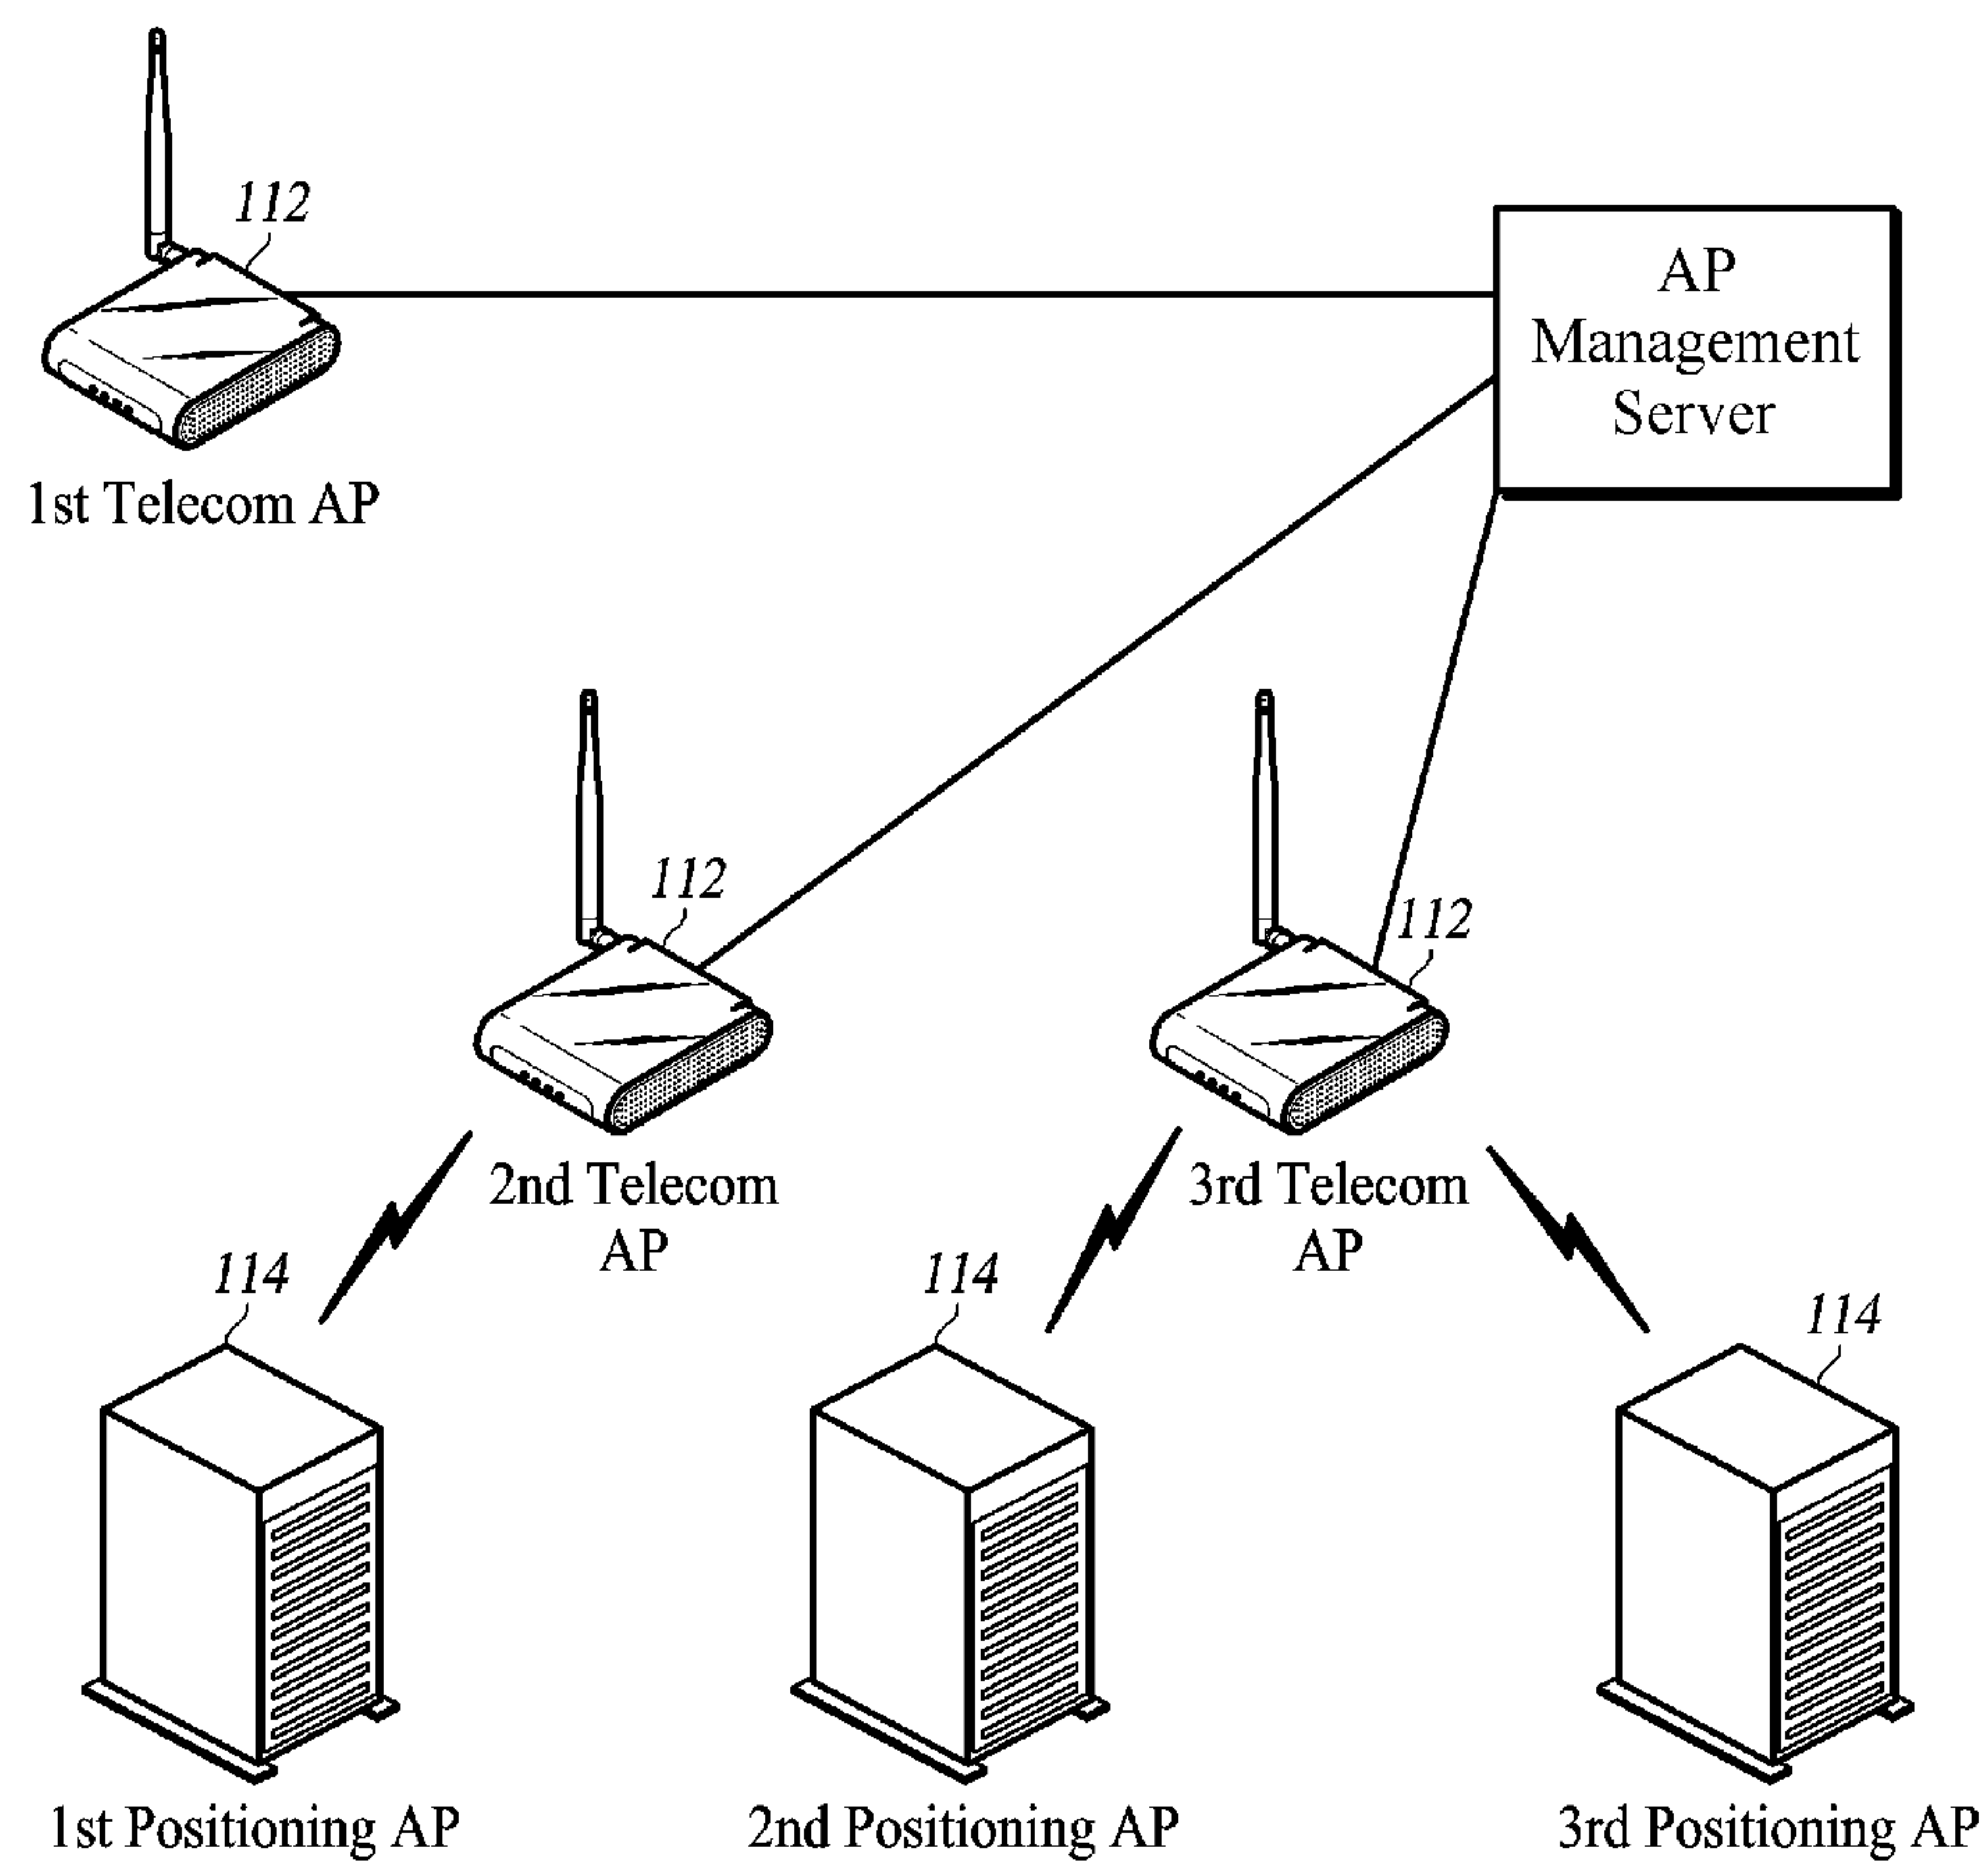 112
AP
Management
Server
1st Telecom AP
112
112
2nd Telecom
AP
3rd Telecom
AP
114
114
114
1st Positioning AP
2nd Positioning AP
3rd Positioning AP